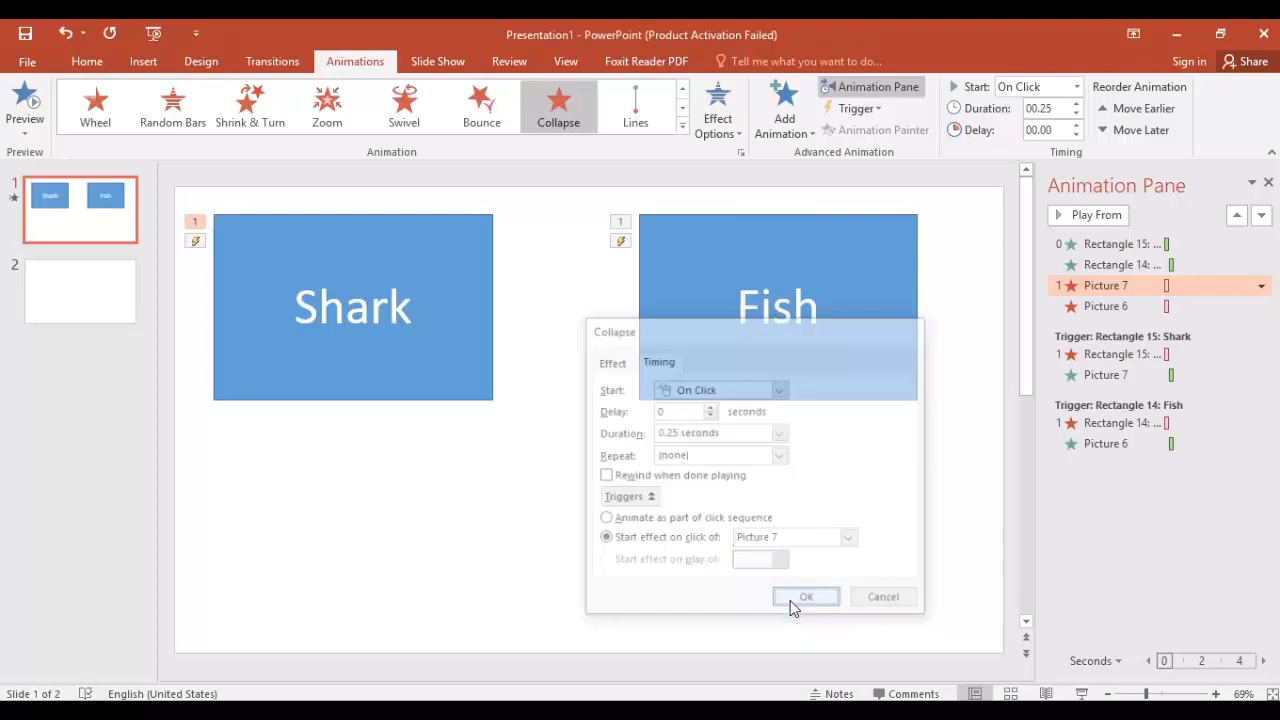 Presentation1 - PowerPoint (Product Activation Failed)
File Home Insert Design Transitions Animations Slide Show Review View Foxit Reader PDF Tell me what you want to do... Sign in Share
Preview
Wheel Random Bars Shrink & Turn Zoom Swivel Bounce Collapse Lines
Effect Options
Add Animation
Animation Pane
Trigger
Animation Painter
Start: On Click
Duration: 00.25
Delay: 00.00
Reorder Animation
Move Earlier
Move Later
Preview Animation Advanced Animation Timing
1
Shark Fish
2
1
Shark
1
Fish
Collapse
Effect Timing
Start: On Click
Delay: 0 seconds
Duration: 0.25 seconds
Repeat: (none)
Rewind when done playing
Triggers
Animate as part of click sequence
Start effect on click of: Picture 7
Start effect on play of:
OK Cancel
Animation Pane
Play From
0 Rectangle 15: ...
Rectangle 14: ...
1 Picture 7
Picture 6
Trigger: Rectangle 15: Shark
1 Rectangle 15: ...
Picture 7
Trigger: Rectangle 14: Fish
1 Rectangle 14: ...
Picture 6
Seconds 0 2 4
Slide 1 of 2 English (United States) Notes Comments 69%